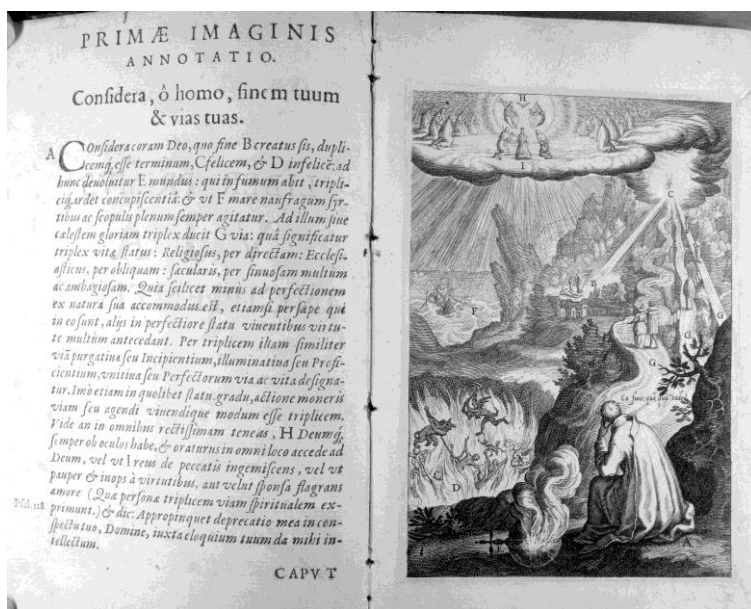 PRIMÆ IMAGINIS
ANNOTATIO.
Considera, ô homo, finem tuum
& vias tuas.
A COnsidera coram Deo, quo fine B creatus sis, dupli-
cemq́; esse terminum, C felicem, & D infelicē: ad
hunc devoluitur E mundus: qui in fumum abit, tripli-
ciq́; ardet concupiscentiâ: & vt F mare naufragum syr-
tibus ac scopulis plenum semper agitatur. Ad illum siue
cælestem gloriam triplex ducit G via: quâ significatur
triplex vitæ status: Religiosus, per directam: Ecclesi-
asticus, per obliquam: sæcularis, per sinuosam multum
ac ambagiosam. Quia scilicet minùs ad perfectionem
ex natura sua accommodus est, etiamsi persæpe qui
in eo sunt, alijs in perfectiore statu viuentibus virtu-
te multùm antecedant. Per triplicem illam similiter
viā purgatiua seu Incipientium, illuminatiua seu Profi-
cientium, vnitiua seu Perfectorum via ac vita designa-
tur. Imò etiam in quolibet statu, gradu, actione moneris
viam seu agendi viuendique modum esse triplicem.
Vide an in omnibus rectissimam teneas, H Deumq́;
semper ob oculos habe, & oraturus in omni loco accede ad
Deum, vel vt I reus de peccatis ingemiscens, vel vt
pauper & inops à virtutibus, aut velut sponsa flagrans
amore (Quæ personæ triplicem viam spiritualem ex-
Psal. 118 primunt.) & dic: Appropinquet deprecatio mea in con-
spectu tuo, Domine, iuxta eloquium tuum da mihi in-
tellectum.
CAPVT
H
I
C
B
F
G
G
G
D
A